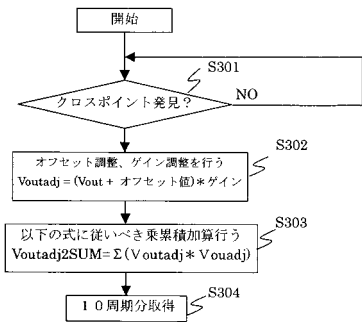 開始
S301
クロスポイント発見？
NO
S302
オフセット調整、ゲイン調整を行う
Voutadj＝(Vout + オフセット値)*ゲイン
S303
以下の式に従いべき乗累積加算行う
Voutadj2SUM=Σ(Voutadj* Vouadj)
S304
１０周期分取得